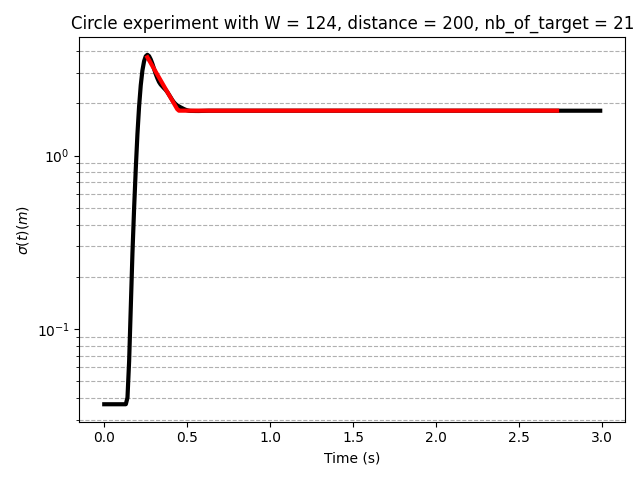 Circle experiment with W = 124, distance = 200, nb_of_target = 21
σ(t)(m)
10⁰
10⁻¹
0.0 0.5 1.0 1.5 2.0 2.5 3.0
Time (s)